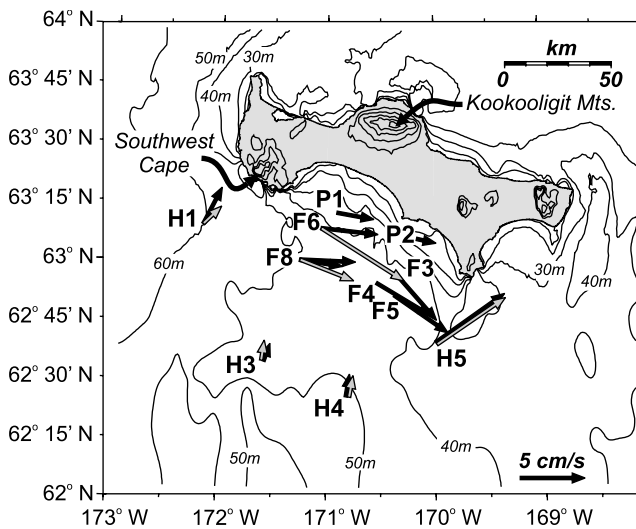 64° N
50m
30m
km
63° 45' N
40m
0 50
Kookooligit Mts.
63° 30' N
Southwest
Cape
63° 15' N
P1
H1
F6
P2
63° N
60m
F8
F3
30m
40m
F4
F5
62° 45' N
H3
H5
62° 30' N
H4
62° 15' N
50m
50m
40m
5 cm/s
62° N
173° W
172° W
171° W
170° W
169° W